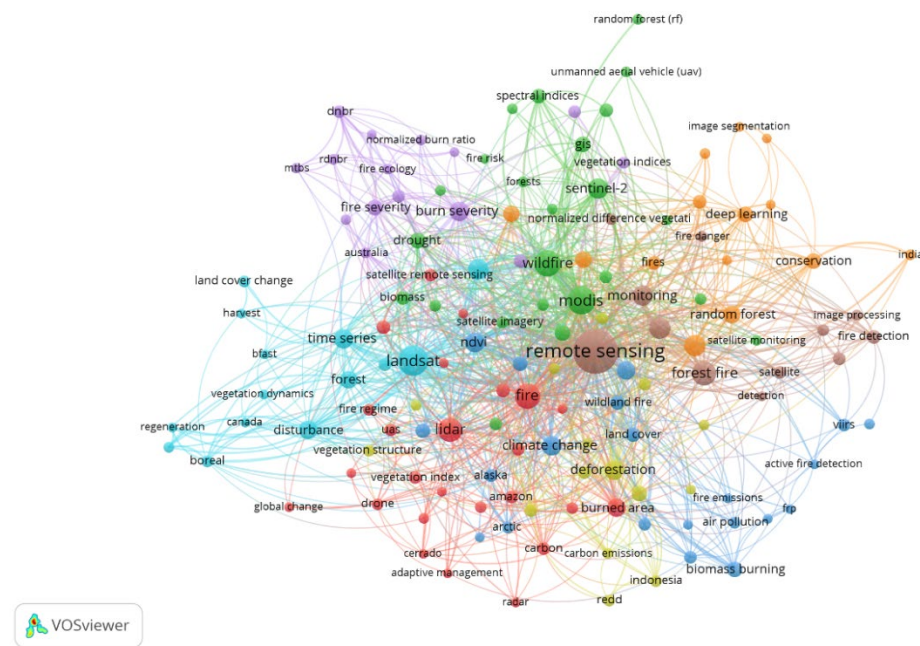 random forest (rf)
unmanned aerial vehicle (uav)
spectral indices
dnbr
image segmentation
normalized burn ratio
gis
fire risk
vegetation indices
rdnbr
mtbs
fire ecology
forests
sentinel-2
fire severity
burn severity
normalized difference vegetati
deep learning
fire danger
drought
australia
india
wildfire
fires
conservation
satellite remote sensing
land cover change
biomass
modis
monitoring
harvest
satellite imagery
random forest
image processing
time series
ndvi
satellite monitoring
fire detection
remote sensing
bfast
landsat
forest fire
satellite
vegetation dynamics
forest
detection
fire
wildland fire
fire regime
canada
regeneration
disturbance
uas
lidar
land cover
viirs
climate change
vegetation structure
boreal
active fire detection
deforestation
alaska
vegetation index
fire emissions
global change
drone
amazon
burned area
frp
air pollution
arctic
cerrado
carbon
carbon emissions
biomass burning
adaptive management
indonesia
radar
redd
VOSviewer